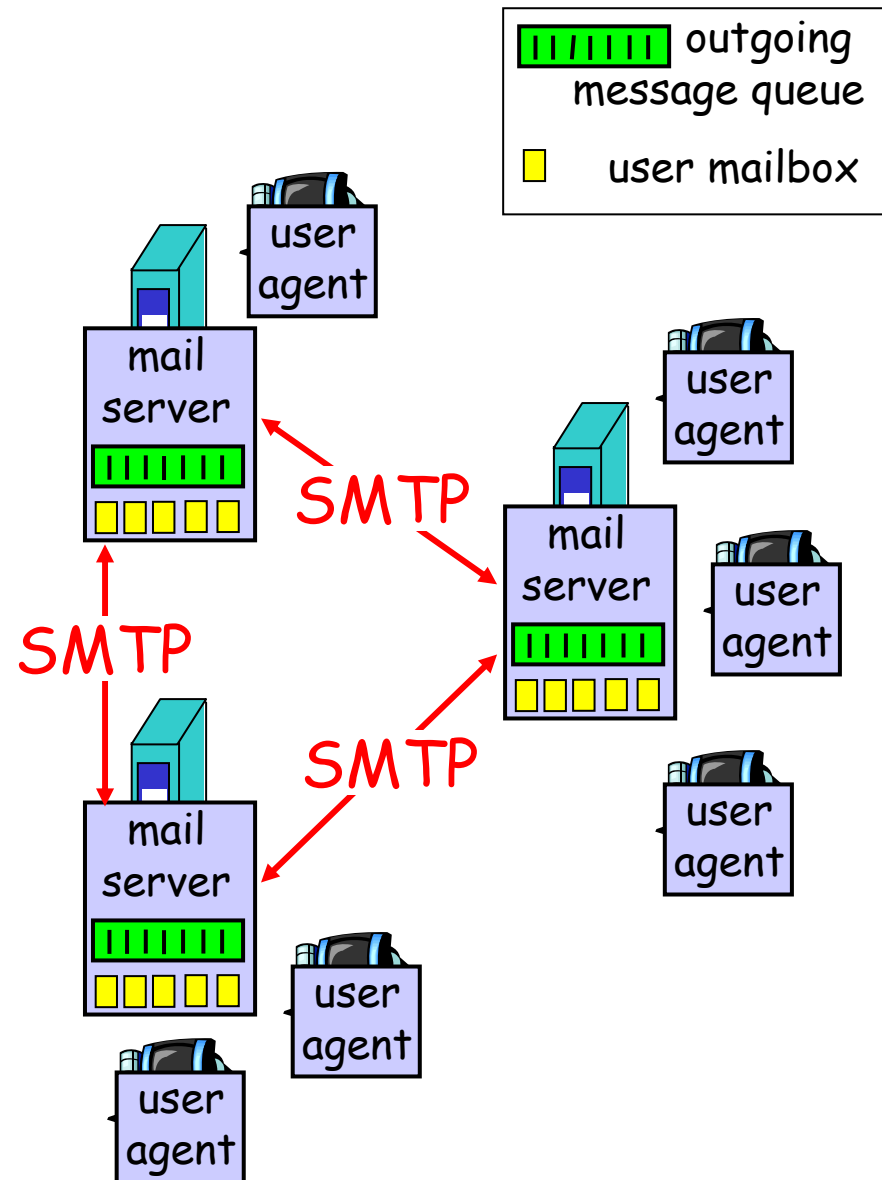 outgoing
message queue
user mailbox
user
agent
mail
server
user
agent
SMTP
mail
server
user
agent
SMTP
SMTP
user
agent
mail
server
user
agent
user
agent